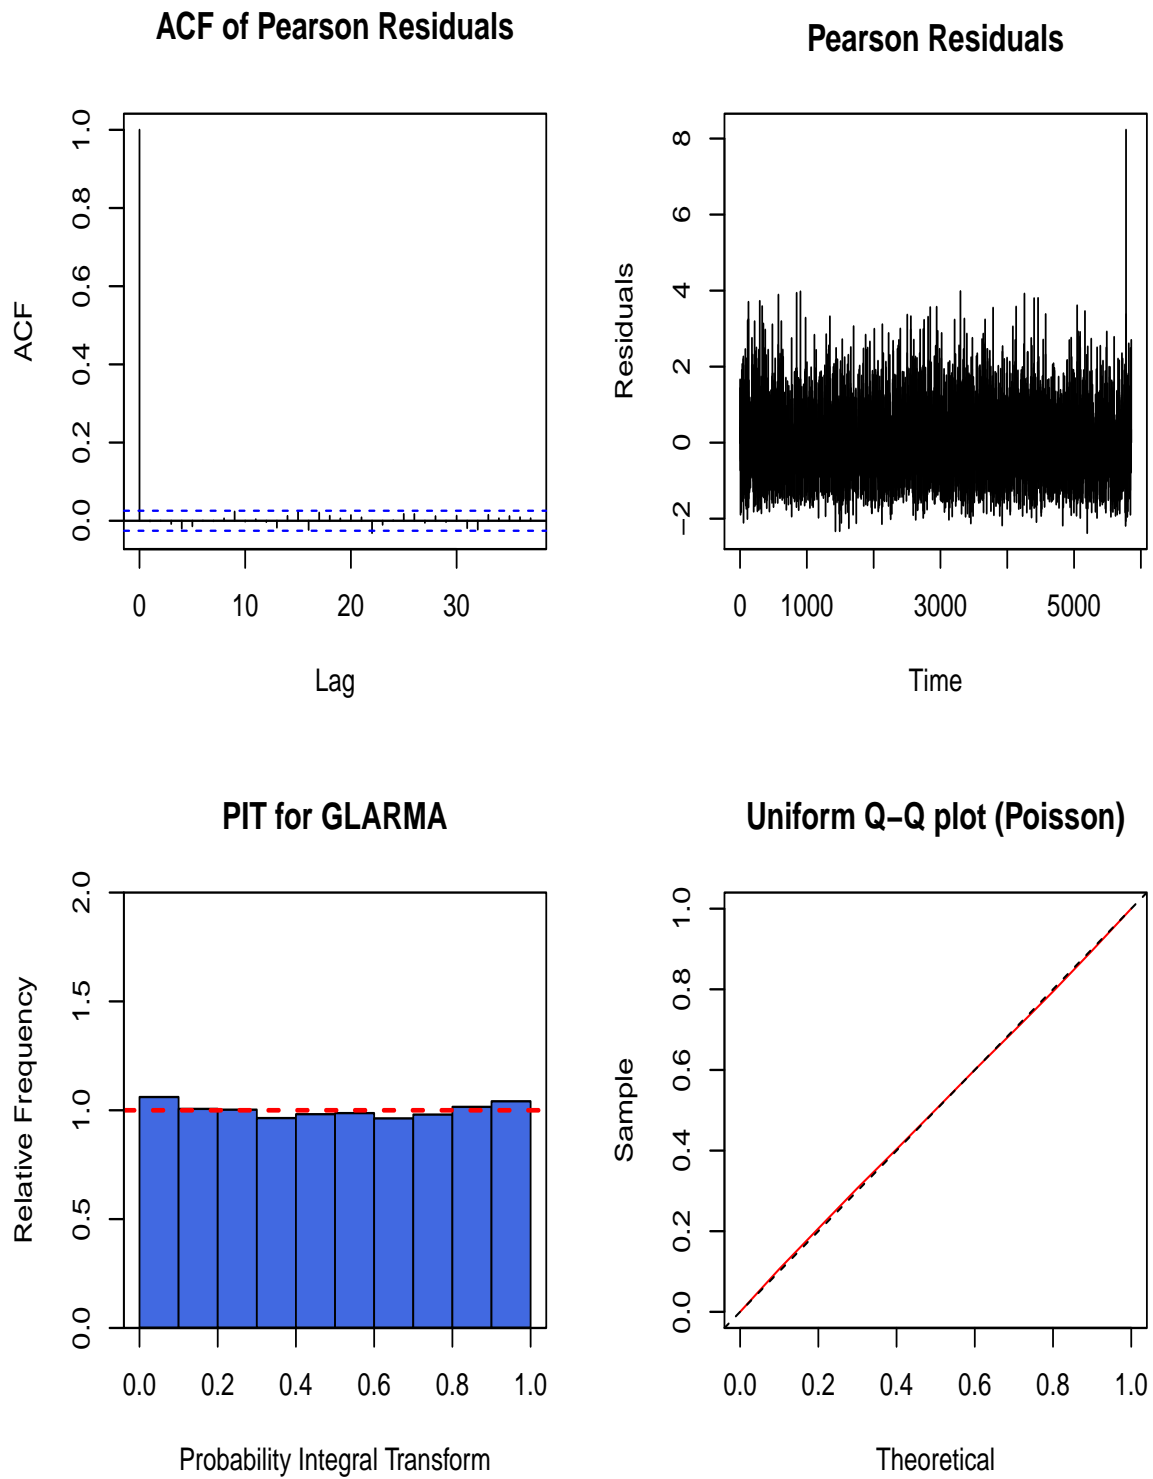 ACF of Pearson Residuals
1.0
0.8
0.6
0.4
0.2
0.0
ACF
0 10 20 30
Lag
Pearson Residuals
8
6
4
2
0
−2
Residuals
0 1000 3000 5000
Time
PIT for GLARMA
2.0
1.5
1.0
0.5
0.0
Relative Frequency
0.0 0.2 0.4 0.6 0.8 1.0
Probability Integral Transform
Uniform Q−Q plot (Poisson)
1.0
0.8
0.6
0.4
0.2
0.0
Sample
0.0 0.2 0.4 0.6 0.8 1.0
Theoretical